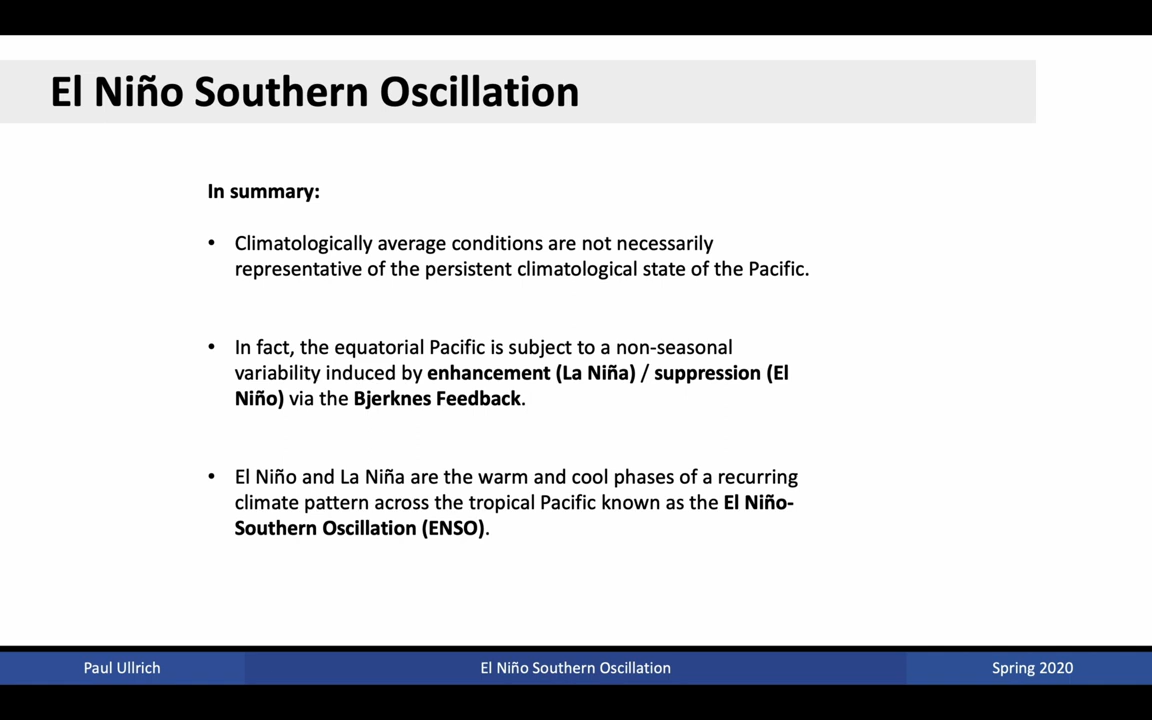 El Niño Southern Oscillation
In summary:
• Climatologically average conditions are not necessarily
representative of the persistent climatological state of the Pacific.
• In fact, the equatorial Pacific is subject to a non-seasonal
variability induced by enhancement (La Niña) / suppression (El
Niño) via the Bjerknes Feedback.
• El Niño and La Niña are the warm and cool phases of a recurring
climate pattern across the tropical Pacific known as the El Niño-
Southern Oscillation (ENSO).
Paul Ullrich
El Niño Southern Oscillation
Spring 2020